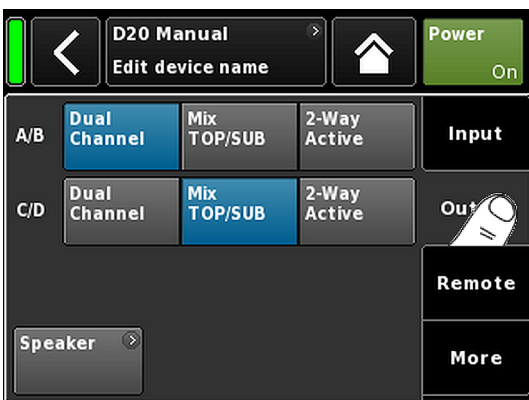 D20 Manual
Edit device name
Power
On
A/B
Dual
Channel
Mix
TOP/SUB
2-Way
Active
Input
C/D
Dual
Channel
Mix
TOP/SUB
2-Way
Active
Remote
Speaker
More